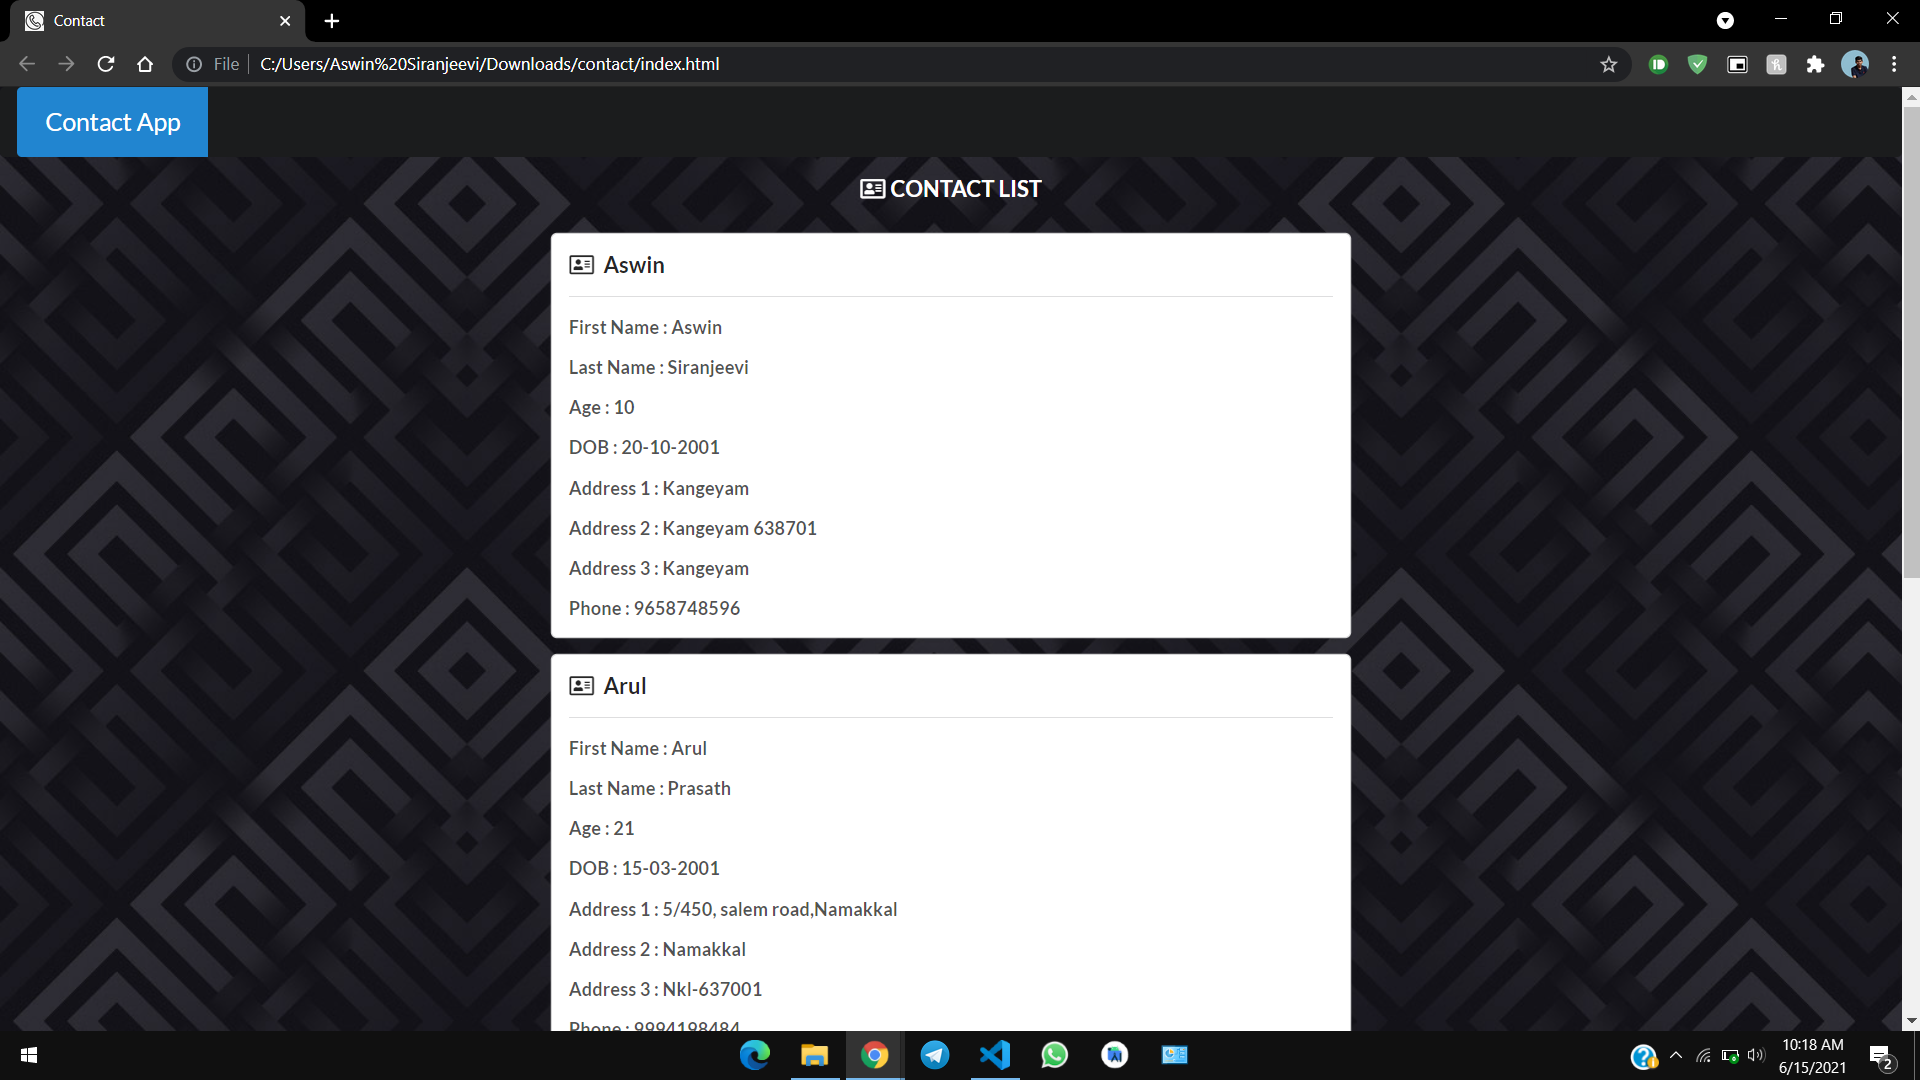 Contact
File
C:/Users/Aswin%20Siranjeevi/Downloads/contact/index.html
Contact App
CONTACT LIST
Aswin
First Name : Aswin
Last Name : Siranjeevi
Age : 10
DOB : 20-10-2001
Address 1 : Kangeyam
Address 2 : Kangeyam 638701
Address 3 : Kangeyam
Phone : 9658748596
Arul
First Name : Arul
Last Name : Prasath
Age : 21
DOB : 15-03-2001
Address 1 : 5/450, salem road,Namakkal
Address 2 : Namakkal
Address 3 : Nkl-637001
Phone : 9994198484
10:18 AM
6/15/2021
2